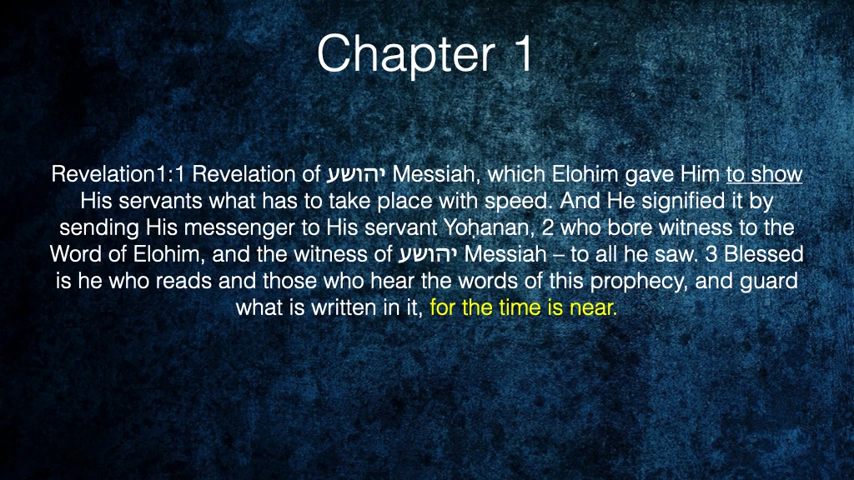 Chapter 1
Revelation1:1 Revelation of יהושע Messiah, which Elohim gave Him to show
His servants what has to take place with speed. And He signified it by
sending His messenger to His servant Yoḥanan, 2 who bore witness to the
Word of Elohim, and the witness of יהושע Messiah – to all he saw. 3 Blessed
is he who reads and those who hear the words of this prophecy, and guard
what is written in it, for the time is near.